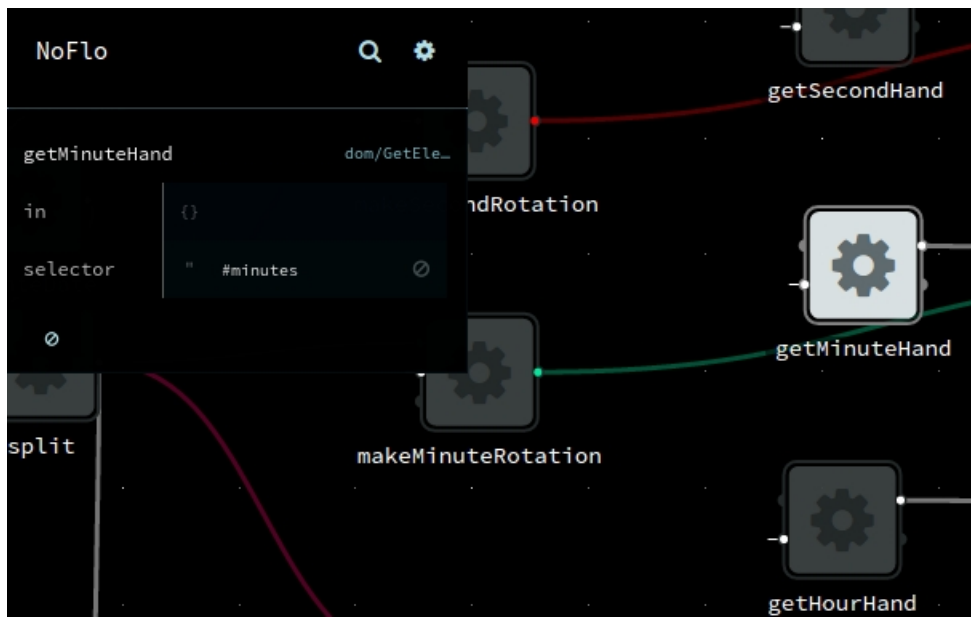 NoFlo
getSecondHand
getMinuteHand dom/GetEle…
in {}
ndRotation
selector " #minutes
getMinuteHand
split
makeMinuteRotation
getHourHand